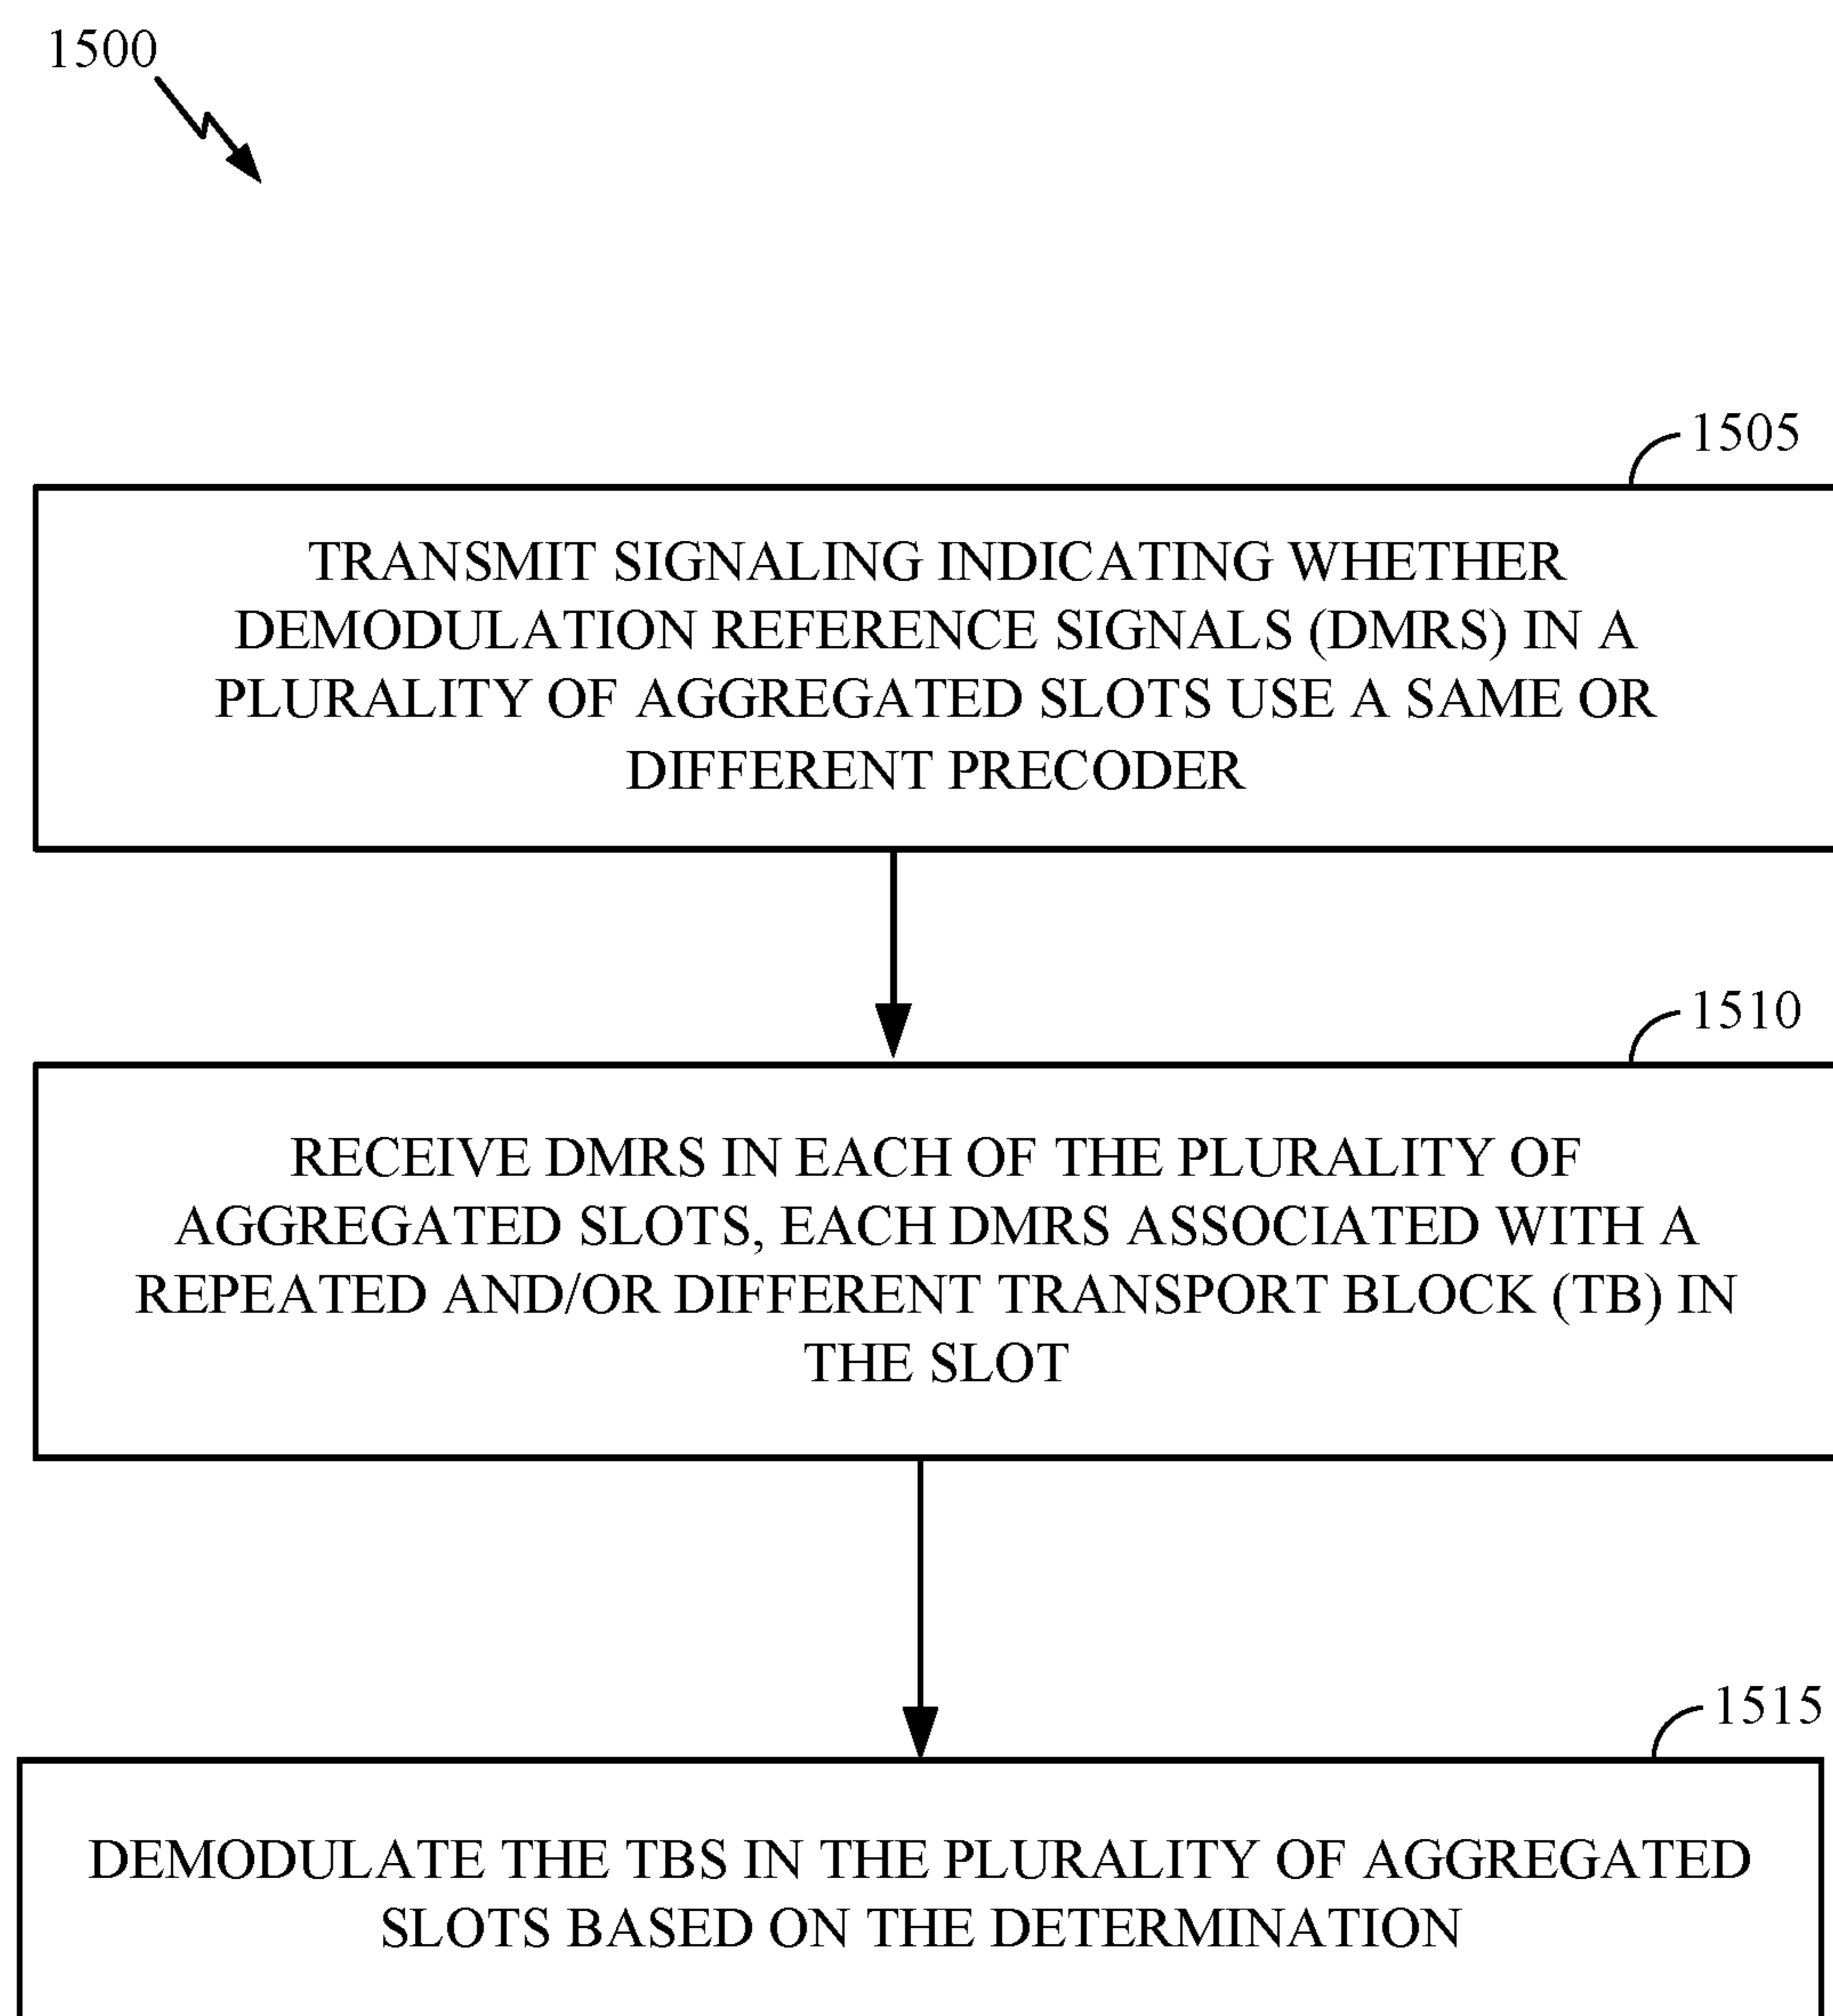 1500
1505
TRANSMIT SIGNALING INDICATING WHETHER
DEMODULATION REFERENCE SIGNALS (DMRS) IN A
PLURALITY OF AGGREGATED SLOTS USE A SAME OR
DIFFERENT PRECODER
1510
RECEIVE DMRS IN EACH OF THE PLURALITY OF
AGGREGATED SLOTS, EACH DMRS ASSOCIATED WITH A
REPEATED AND/OR DIFFERENT TRANSPORT BLOCK (TB) IN
THE SLOT
1515
DEMODULATE THE TBS IN THE PLURALITY OF AGGREGATED
SLOTS BASED ON THE DETERMINATION